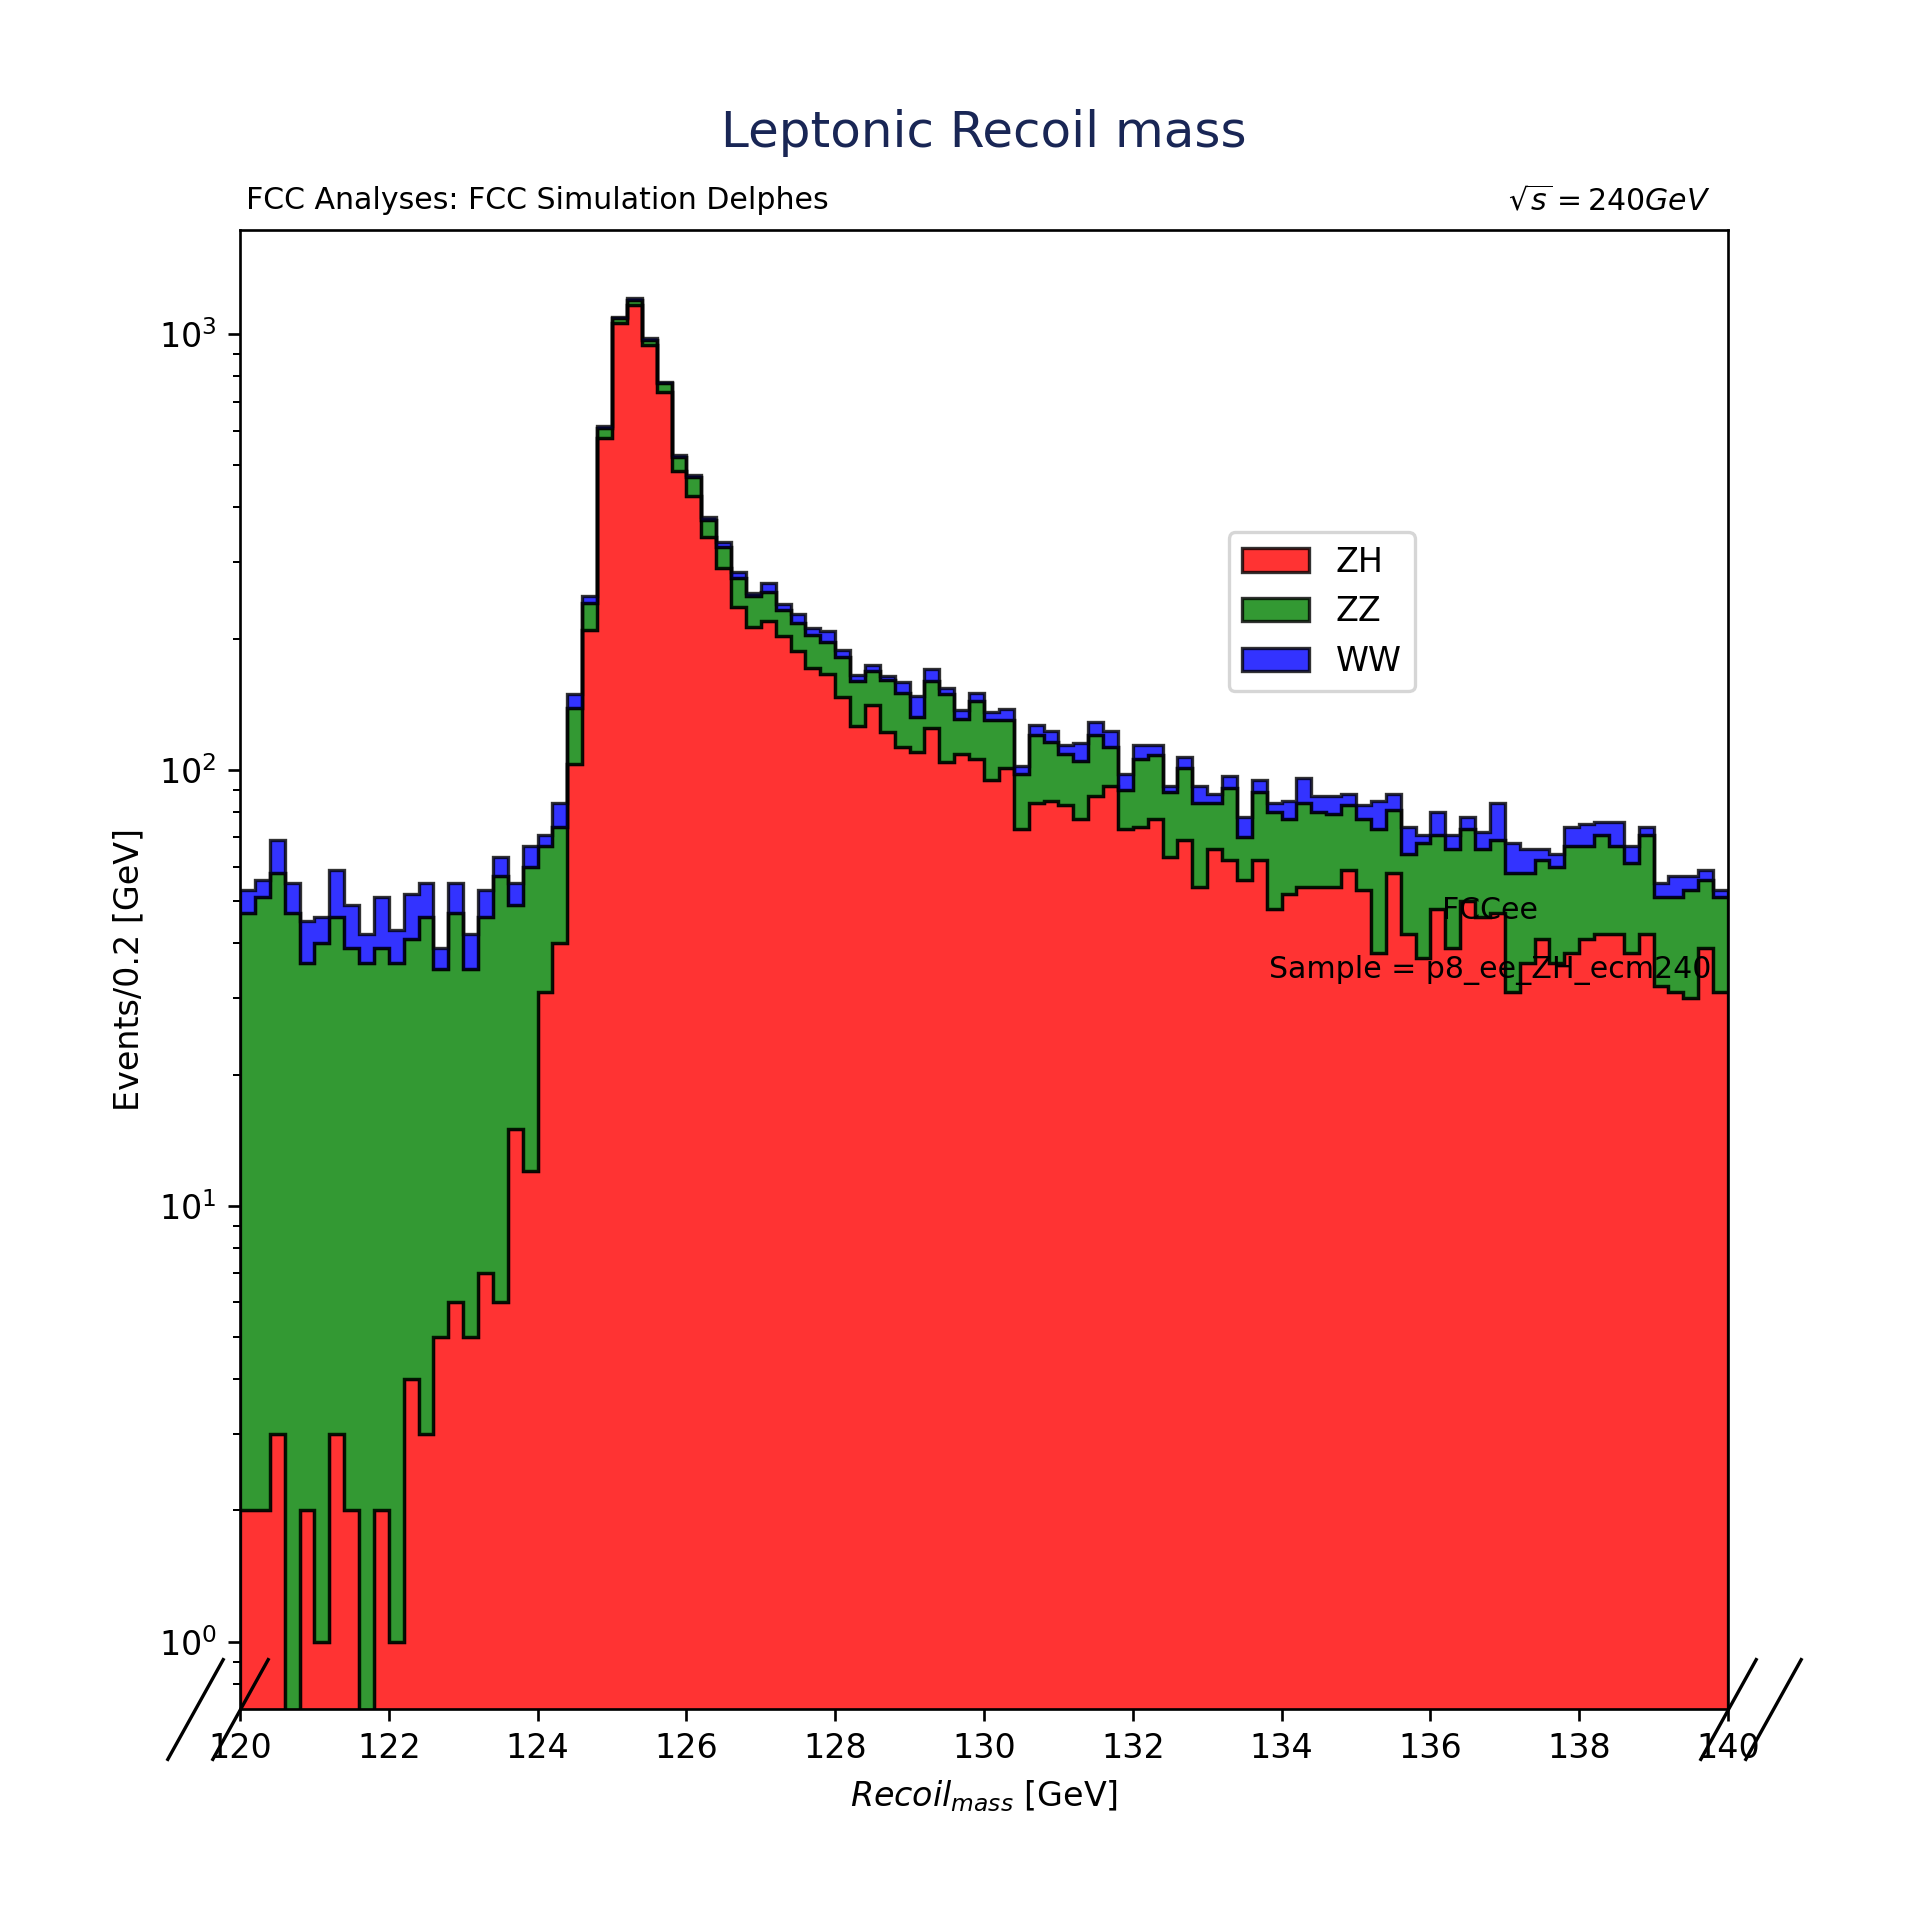 Leptonic Recoil mass
FCC Analyses: FCC Simulation Delphes
√s = 240GeV
10³
10²
10¹
10⁰
Events/0.2 [GeV]
ZH
ZZ
WW
FCCee
Sample = p8_ee_ZH_ecm240
120 122 124 126 128 130 132 134 136 138 140
Recoil_mass [GeV]